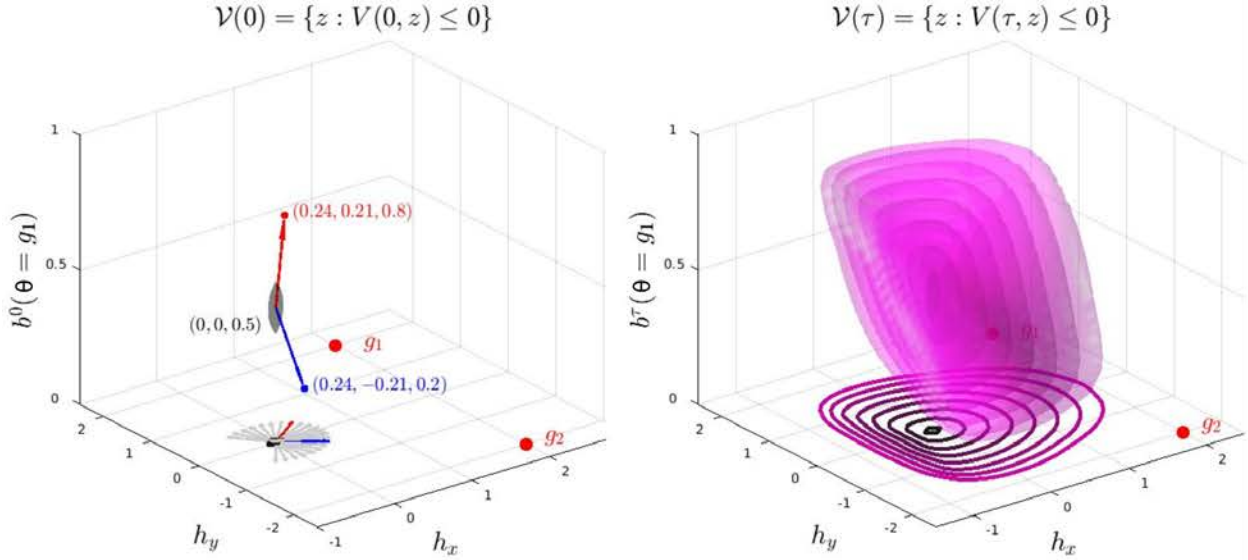 𝒱(0) = {z : V(0, z) ≤ 0}
1
0.5
0
b⁰(θ = g₁)
(0.24, 0.21, 0.8)
(0, 0, 0.5)
g₁
(0.24, −0.21, 0.2)
g₂
2
1
0
-1
-2
h_y
-1
0
1
2
h_x
𝒱(τ) = {z : V(τ, z) ≤ 0}
1
0.5
0
b^τ(θ = g₁)
g₁
g₂
2
1
0
-1
-2
h_y
-1
0
1
2
h_x